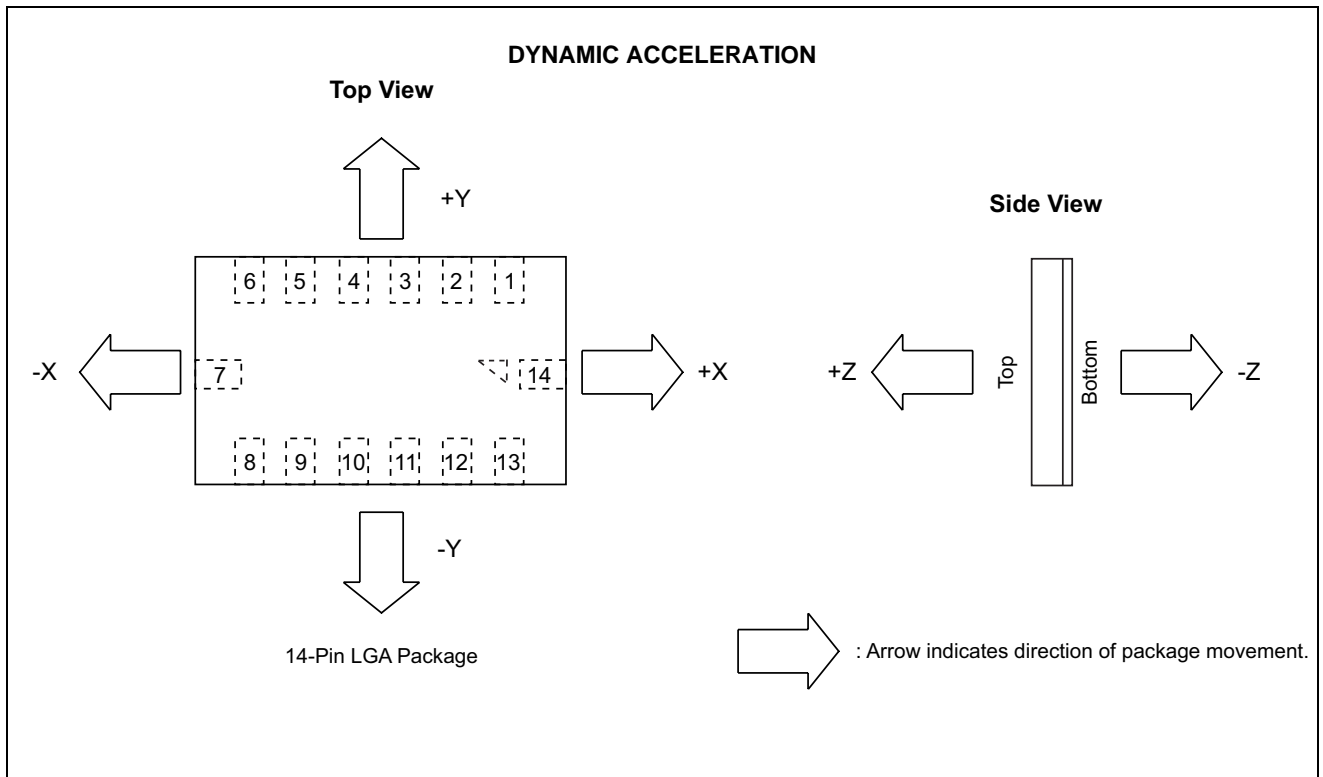 DYNAMIC ACCELERATION
Top View
+Y
6 5 4 3 2 1
-X
7
14
+X
8 9 10 11 12 13
-Y
14-Pin LGA Package
Side View
+Z
Top
Bottom
-Z
: Arrow indicates direction of package movement.